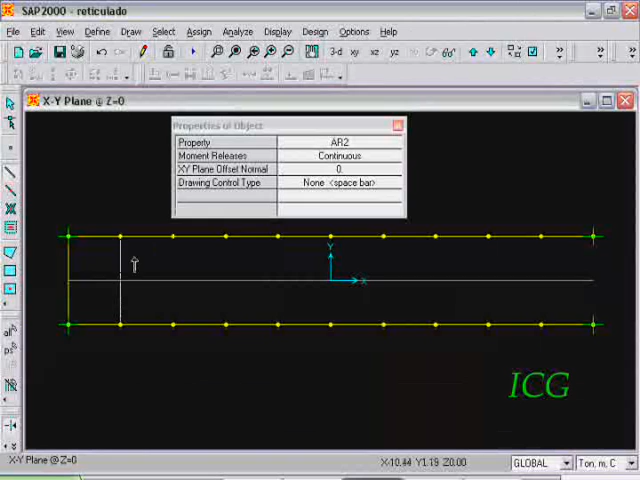 SAP2000 - reticulado
File Edit View Define Draw Select Assign Analyze Display Design Options Help
3-d xy xz yz
X-Y Plane @ Z=0
Properties of Object
Property AR2
Moment Releases Continuous
XY Plane Offset Normal 0.
Drawing Control Type None <space bar>
Y
X
all
ps
ICG
X-Y Plane @ Z=0 X-10.44 Y1.19 Z0.00 GLOBAL Ton, m, C